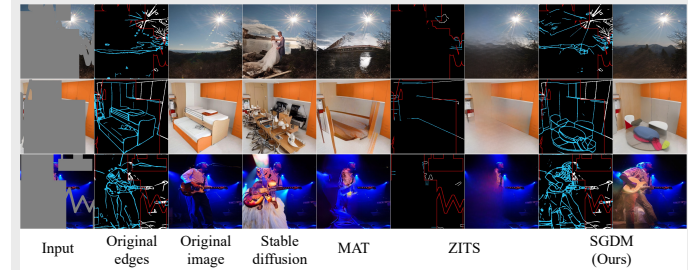 Input
Original
edges
Original
image
Stable
diffusion
MAT
ZITS
SGDM
(Ours)